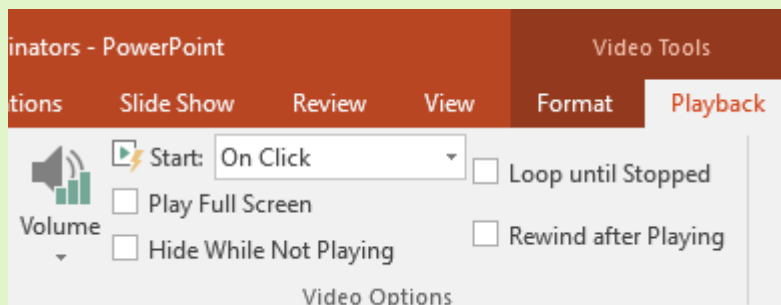 inators - PowerPoint
Video Tools
tions Slide Show Review View Format Playback
Start: On Click
Loop until Stopped
Play Full Screen
Volume
Rewind after Playing
Hide While Not Playing
Video Options